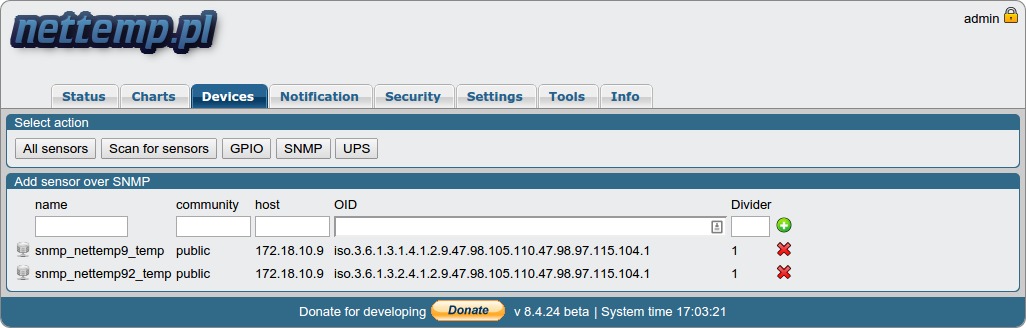 nettemp.pl
admin
Status Charts Devices Notification Security Settings Tools Info
Select action
All sensors Scan for sensors GPIO SNMP UPS
Add sensor over SNMP
name community host OID Divider
snmp_nettemp9_temp public 172.18.10.9 iso.3.6.1.3.1.4.1.2.9.47.98.105.110.47.98.97.115.104.1 1
snmp_nettemp92_temp public 172.18.10.9 iso.3.6.1.3.2.4.1.2.9.47.98.105.110.47.98.97.115.104.1 1
Donate for developing Donate v 8.4.24 beta | System time 17:03:21